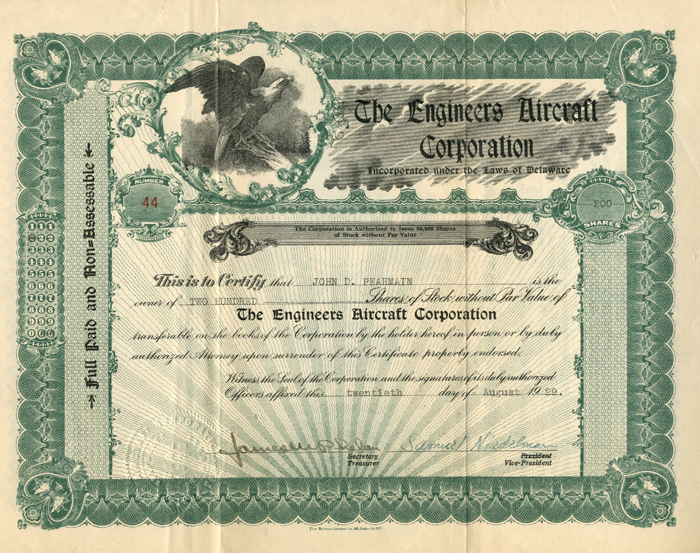 The Engineers Aircraft
Corporation
Incorporated under the Laws of Delaware
NUMBER
44
200
SHARES
The Corporation is Authorized to Issue 50,000 Shares
of Stock without Par Value
Full Paid and Non-Assessable
This is to Certify that JOHN D. PEARMAIN is the
owner of TWO HUNDRED Shares of Stock without Par Value of
The Engineers Aircraft Corporation
transferable on the books of the Corporation by the holder hereof in person or by duly
authorized Attorney upon surrender of this Certificate properly endorsed.
Witness the Seal of the Corporation and the signatures of its duly authorized
Officers affixed this twentieth day of August 1929.
Samuel
Secretary
Treasurer
President
Vice-President